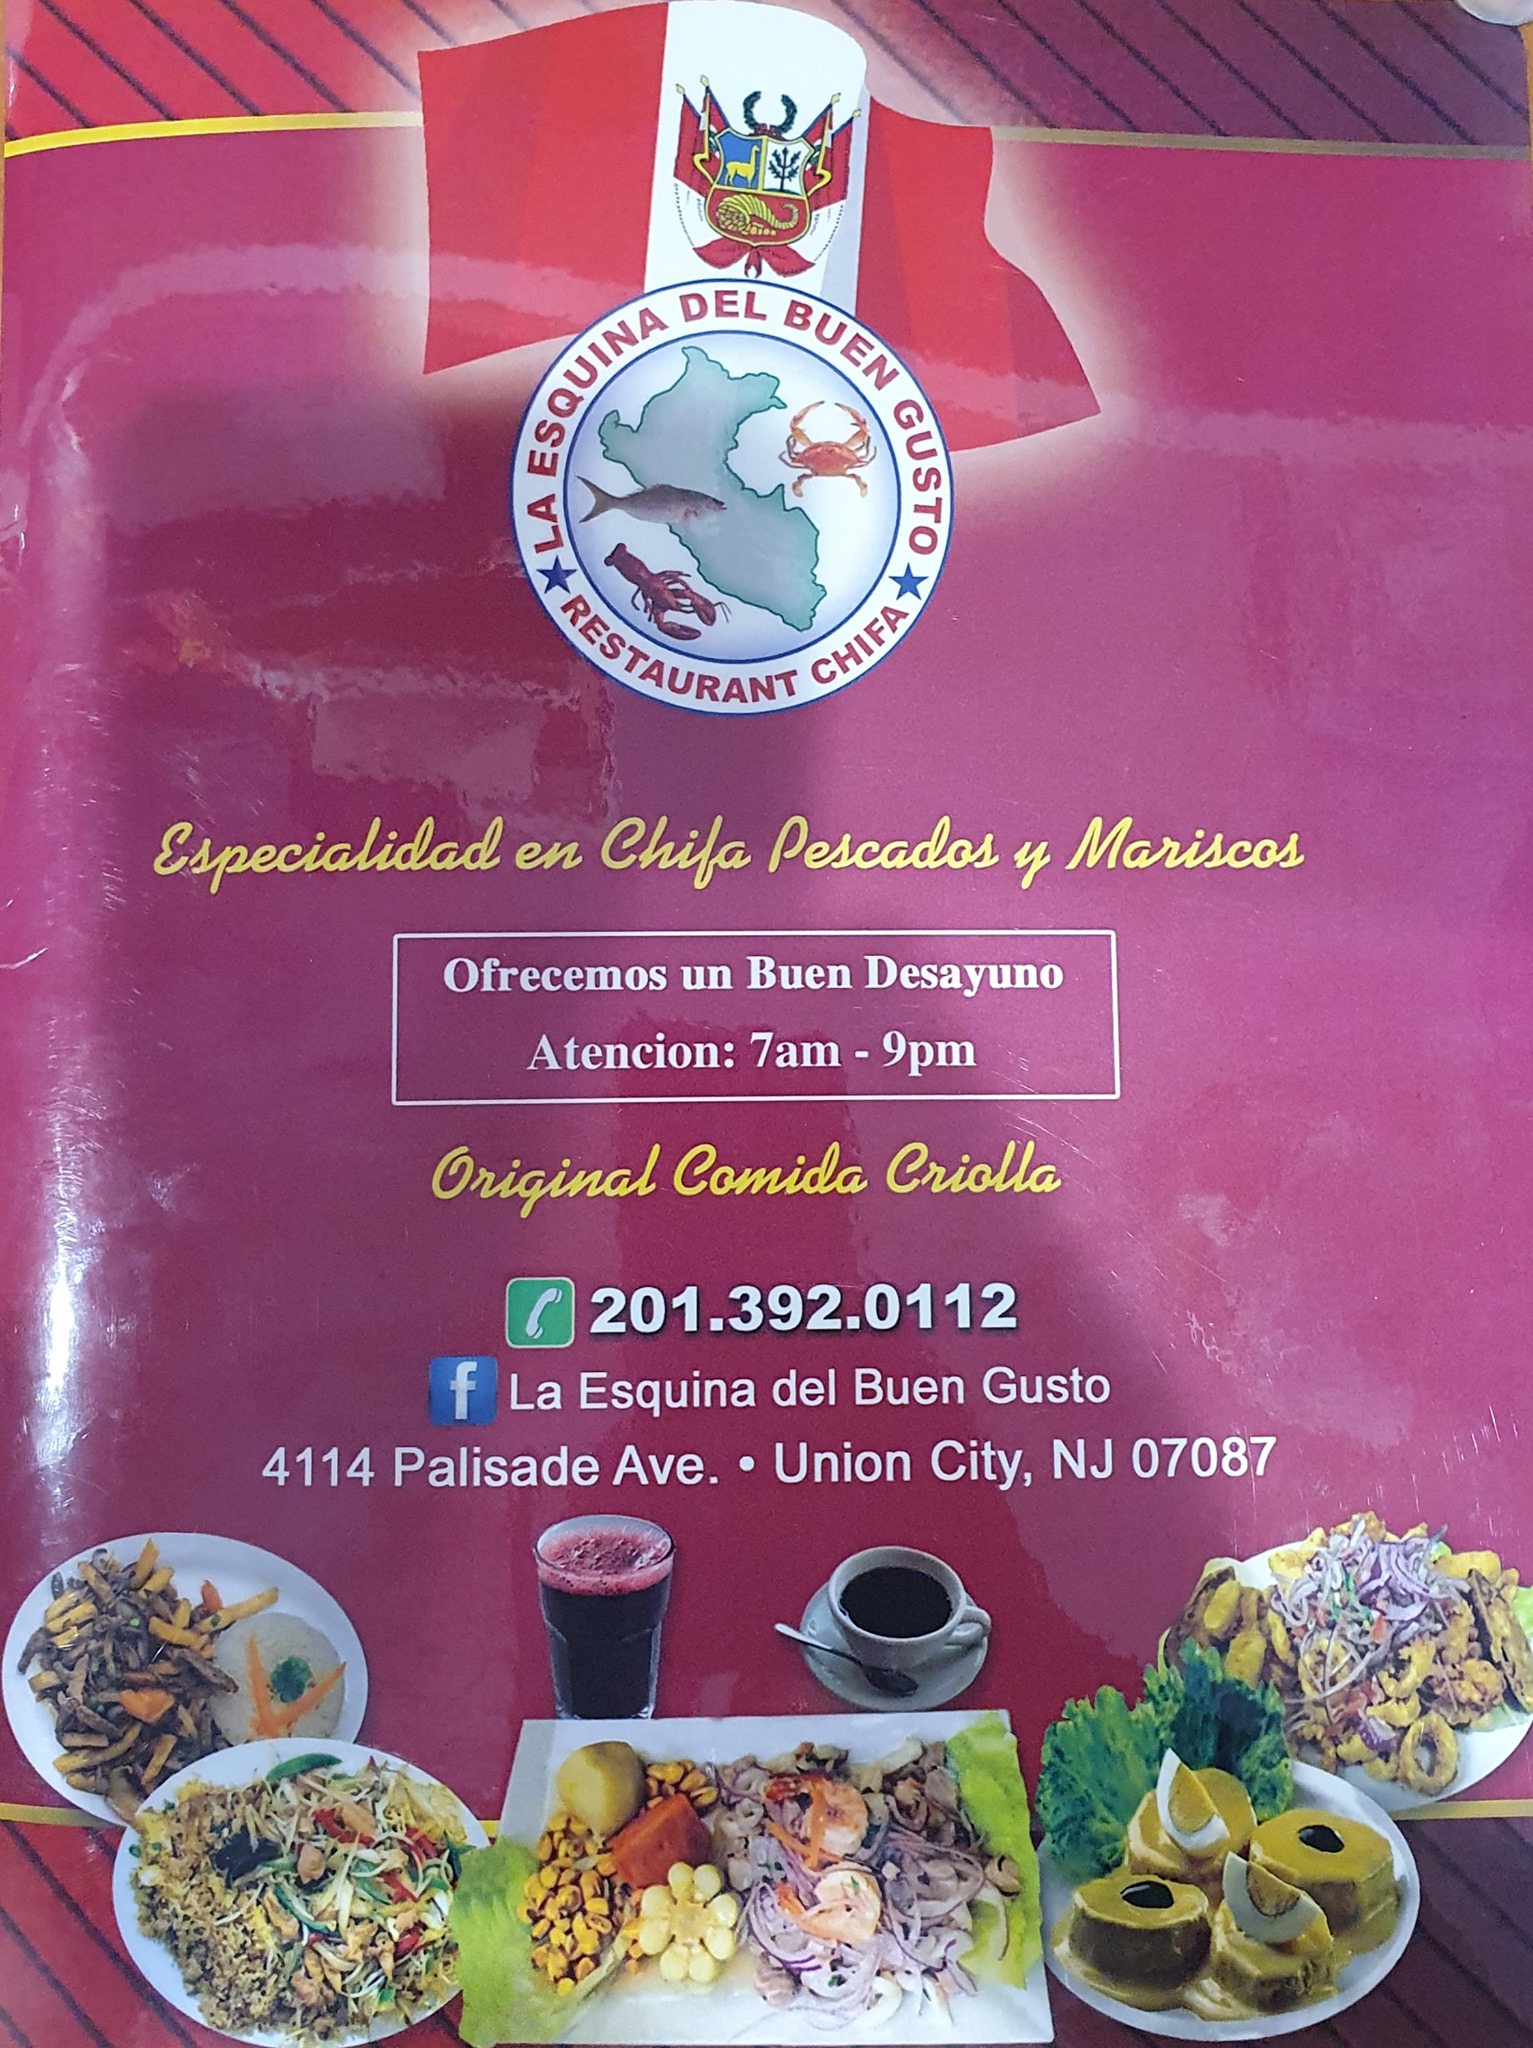 LA ESQUINA DEL BUEN GUSTO
RESTAURANT CHIFA
Especialidad en Chifa Pescados y Mariscos
Ofrecemos un Buen Desayuno
Atencion: 7am - 9pm
Original Comida Criolla
201.392.0112
f La Esquina del Buen Gusto
4114 Palisade Ave. • Union City, NJ 07087